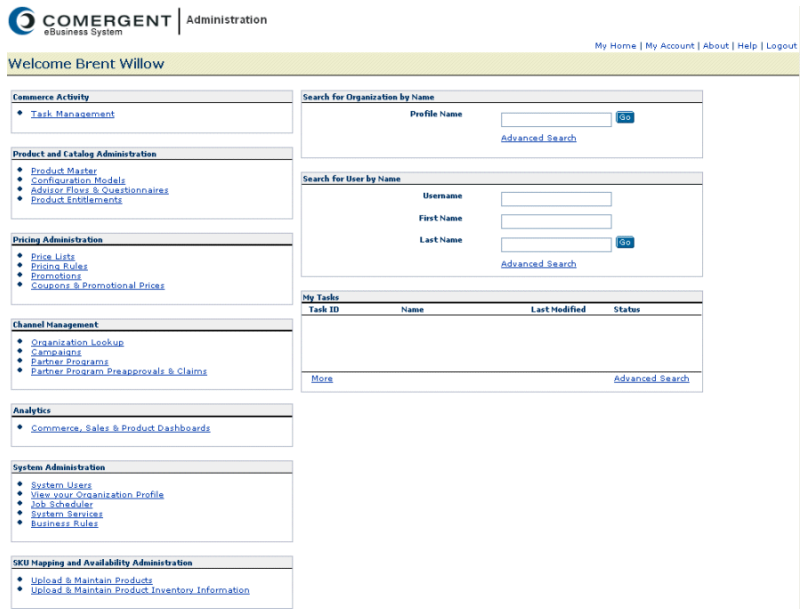 COMERGENT Administration
eBusiness System
My Home | My Account | About | Help | Logout
Welcome Brent Willow
Commerce Activity
Task Management
Product and Catalog Administration
Product Master
Configuration Models
Advisor Flows & Questionnaires
Product Entitlements
Pricing Administration
Price Lists
Pricing Rules
Promotions
Coupons & Promotional Prices
Channel Management
Organization Lookup
Campaigns
Partner Programs
Partner Program Preapprovals & Claims
Analytics
Commerce, Sales & Product Dashboards
System Administration
System Users
View your Organization Profile
Job Scheduler
System Services
Business Rules
SKU Mapping and Availability Administration
Upload & Maintain Products
Upload & Maintain Product Inventory Information
Search for Organization by Name
Profile Name Go
Advanced Search
Search for User by Name
Username
First Name
Last Name Go
Advanced Search
My Tasks
Task ID Name Last Modified Status
More Advanced Search